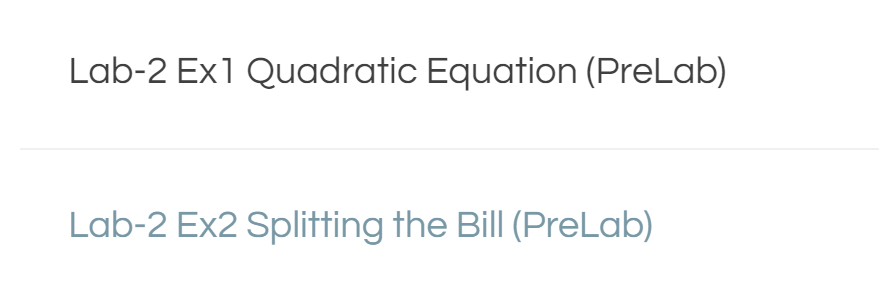 Lab-2 Ex1 Quadratic Equation (PreLab)
Lab-2 Ex2 Splitting the Bill (PreLab)